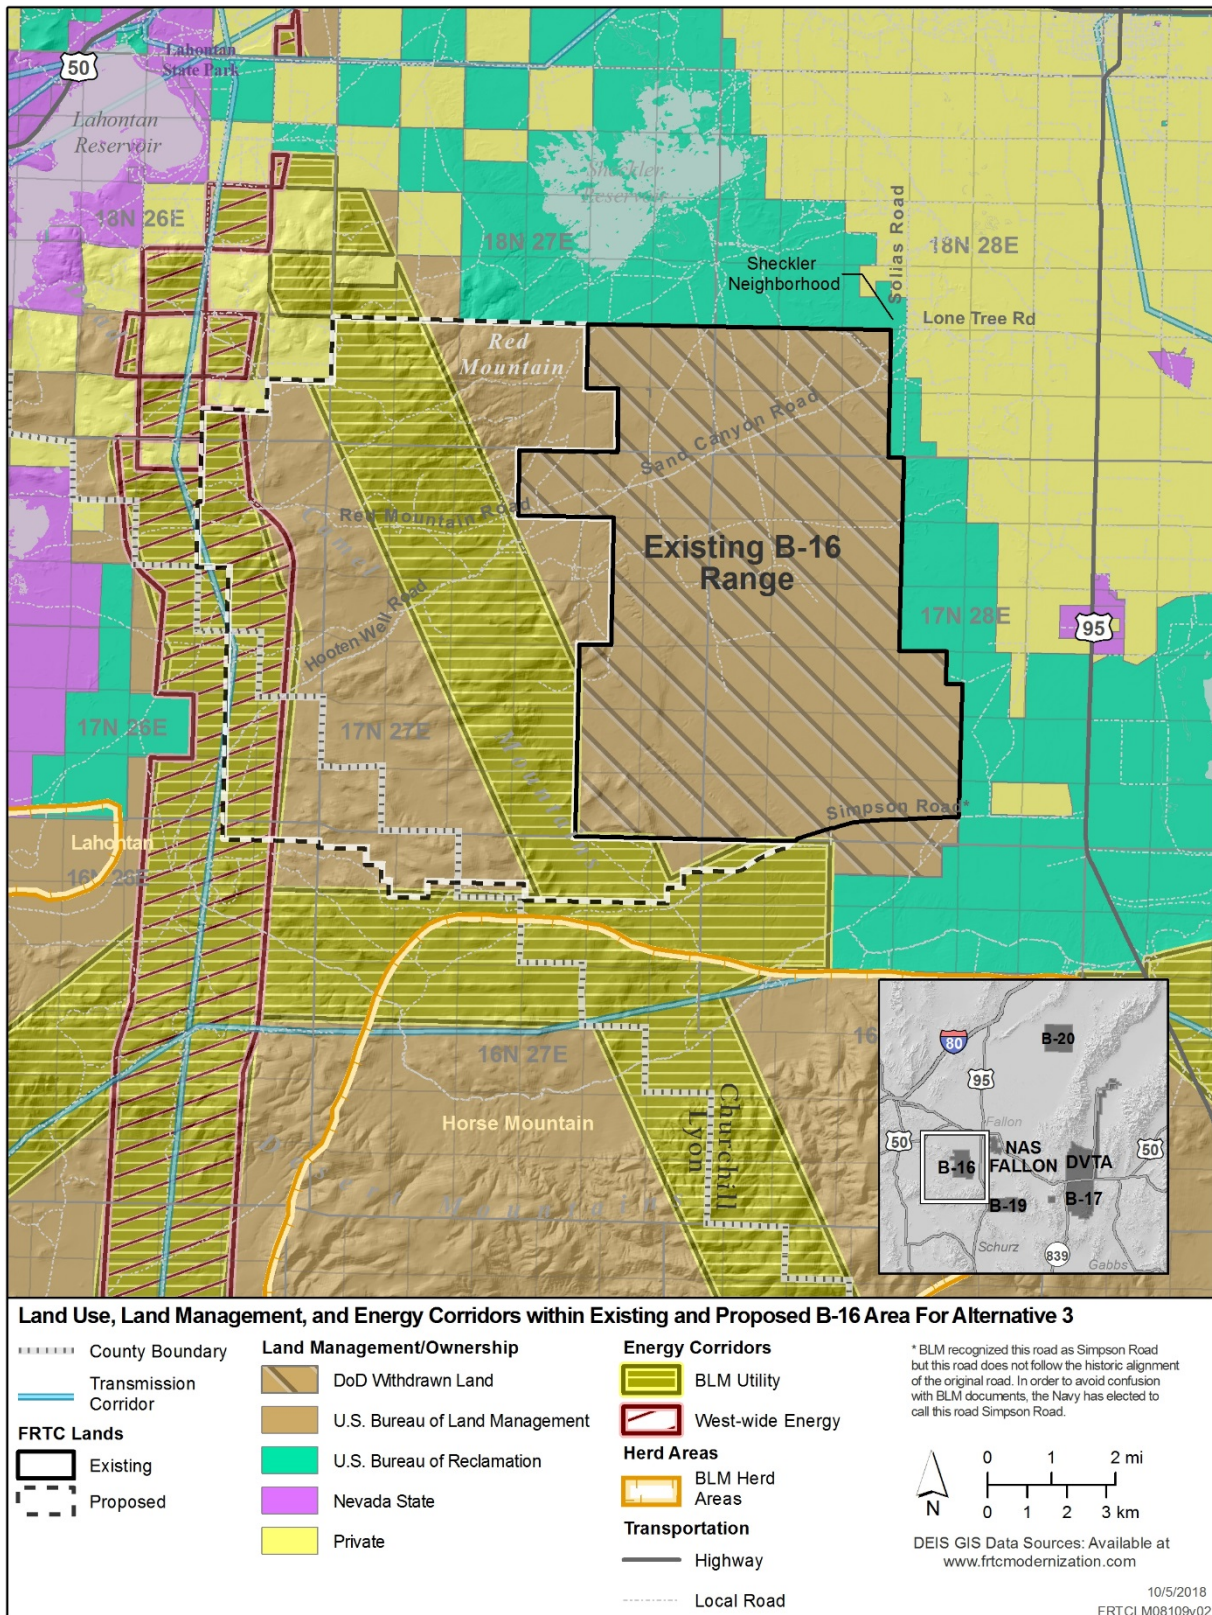 50
Lahontan
State Park
Lahontan
Reservoir
Sheckler
Reservoir
18N 26E
18N 27E
18N 28E
Solias Road
Sheckler
Neighborhood
Lone Tree Rd
Red
Mountain
Sand Canyon Road
Red Mountain Road
Existing B-16
Range
Hooten Well Road
17N 28E
95
17N 26E
17N 27E
Mountains
Simpson Road*
Lahontan
16N 26E
16N 27E
16
Horse Mountain
Churchill
Lyon
Desert Mountains
80
B-20
95
Fallon
50
NAS
FALLON
DVTA
50
B-16
B-19
B-17
Schurz
839
Gabbs
Land Use, Land Management, and Energy Corridors within Existing and Proposed B-16 Area For Alternative 3
County Boundary
Transmission
Corridor
FRTC Lands
Existing
Proposed
Land Management/Ownership
DoD Withdrawn Land
U.S. Bureau of Land Management
U.S. Bureau of Reclamation
Nevada State
Private
Energy Corridors
BLM Utility
West-wide Energy
Herd Areas
BLM Herd
Areas
Transportation
Highway
Local Road
* BLM recognized this road as Simpson Road
but this road does not follow the historic alignment
of the original road. In order to avoid confusion
with BLM documents, the Navy has elected to
call this road Simpson Road.
N
0 1 2 mi
0 1 2 3 km
DEIS GIS Data Sources: Available at
www.frtcmodernization.com
10/5/2018
FRTCLM08109v02